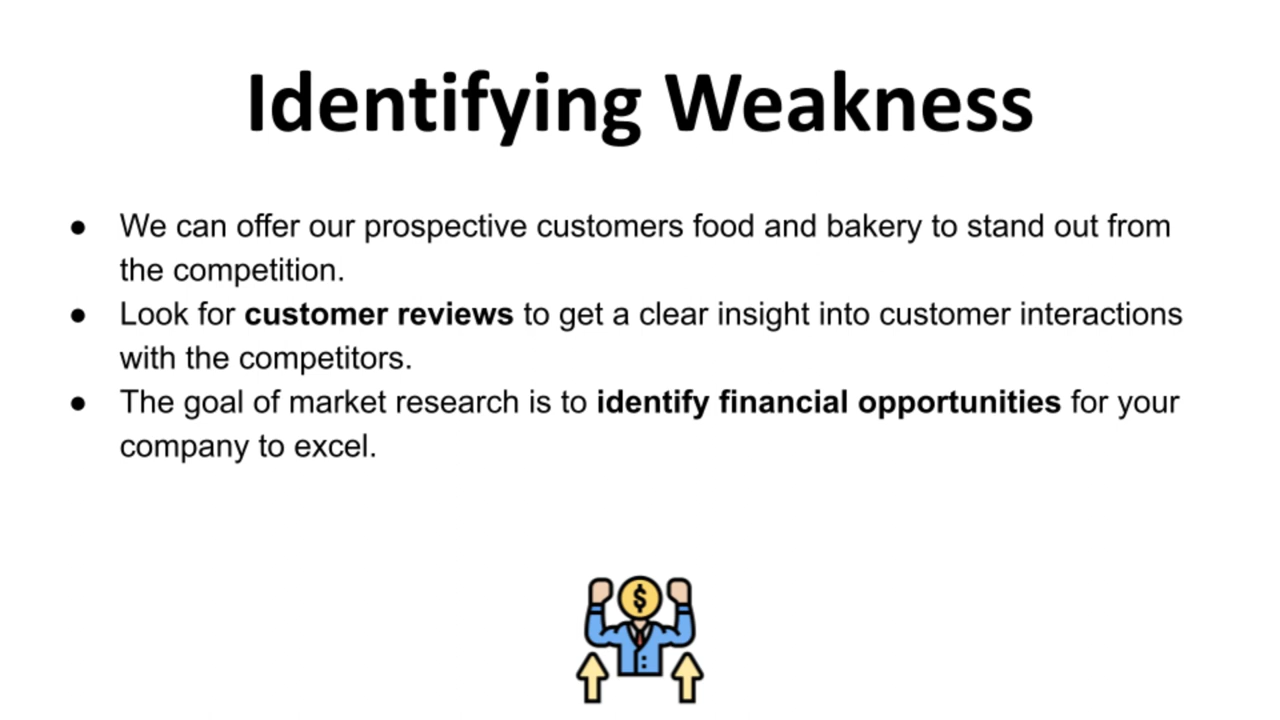 Identifying Weakness
● We can offer our prospective customers food and bakery to stand out from
the competition.
● Look for customer reviews to get a clear insight into customer interactions
with the competitors.
● The goal of market research is to identify financial opportunities for your
company to excel.
$